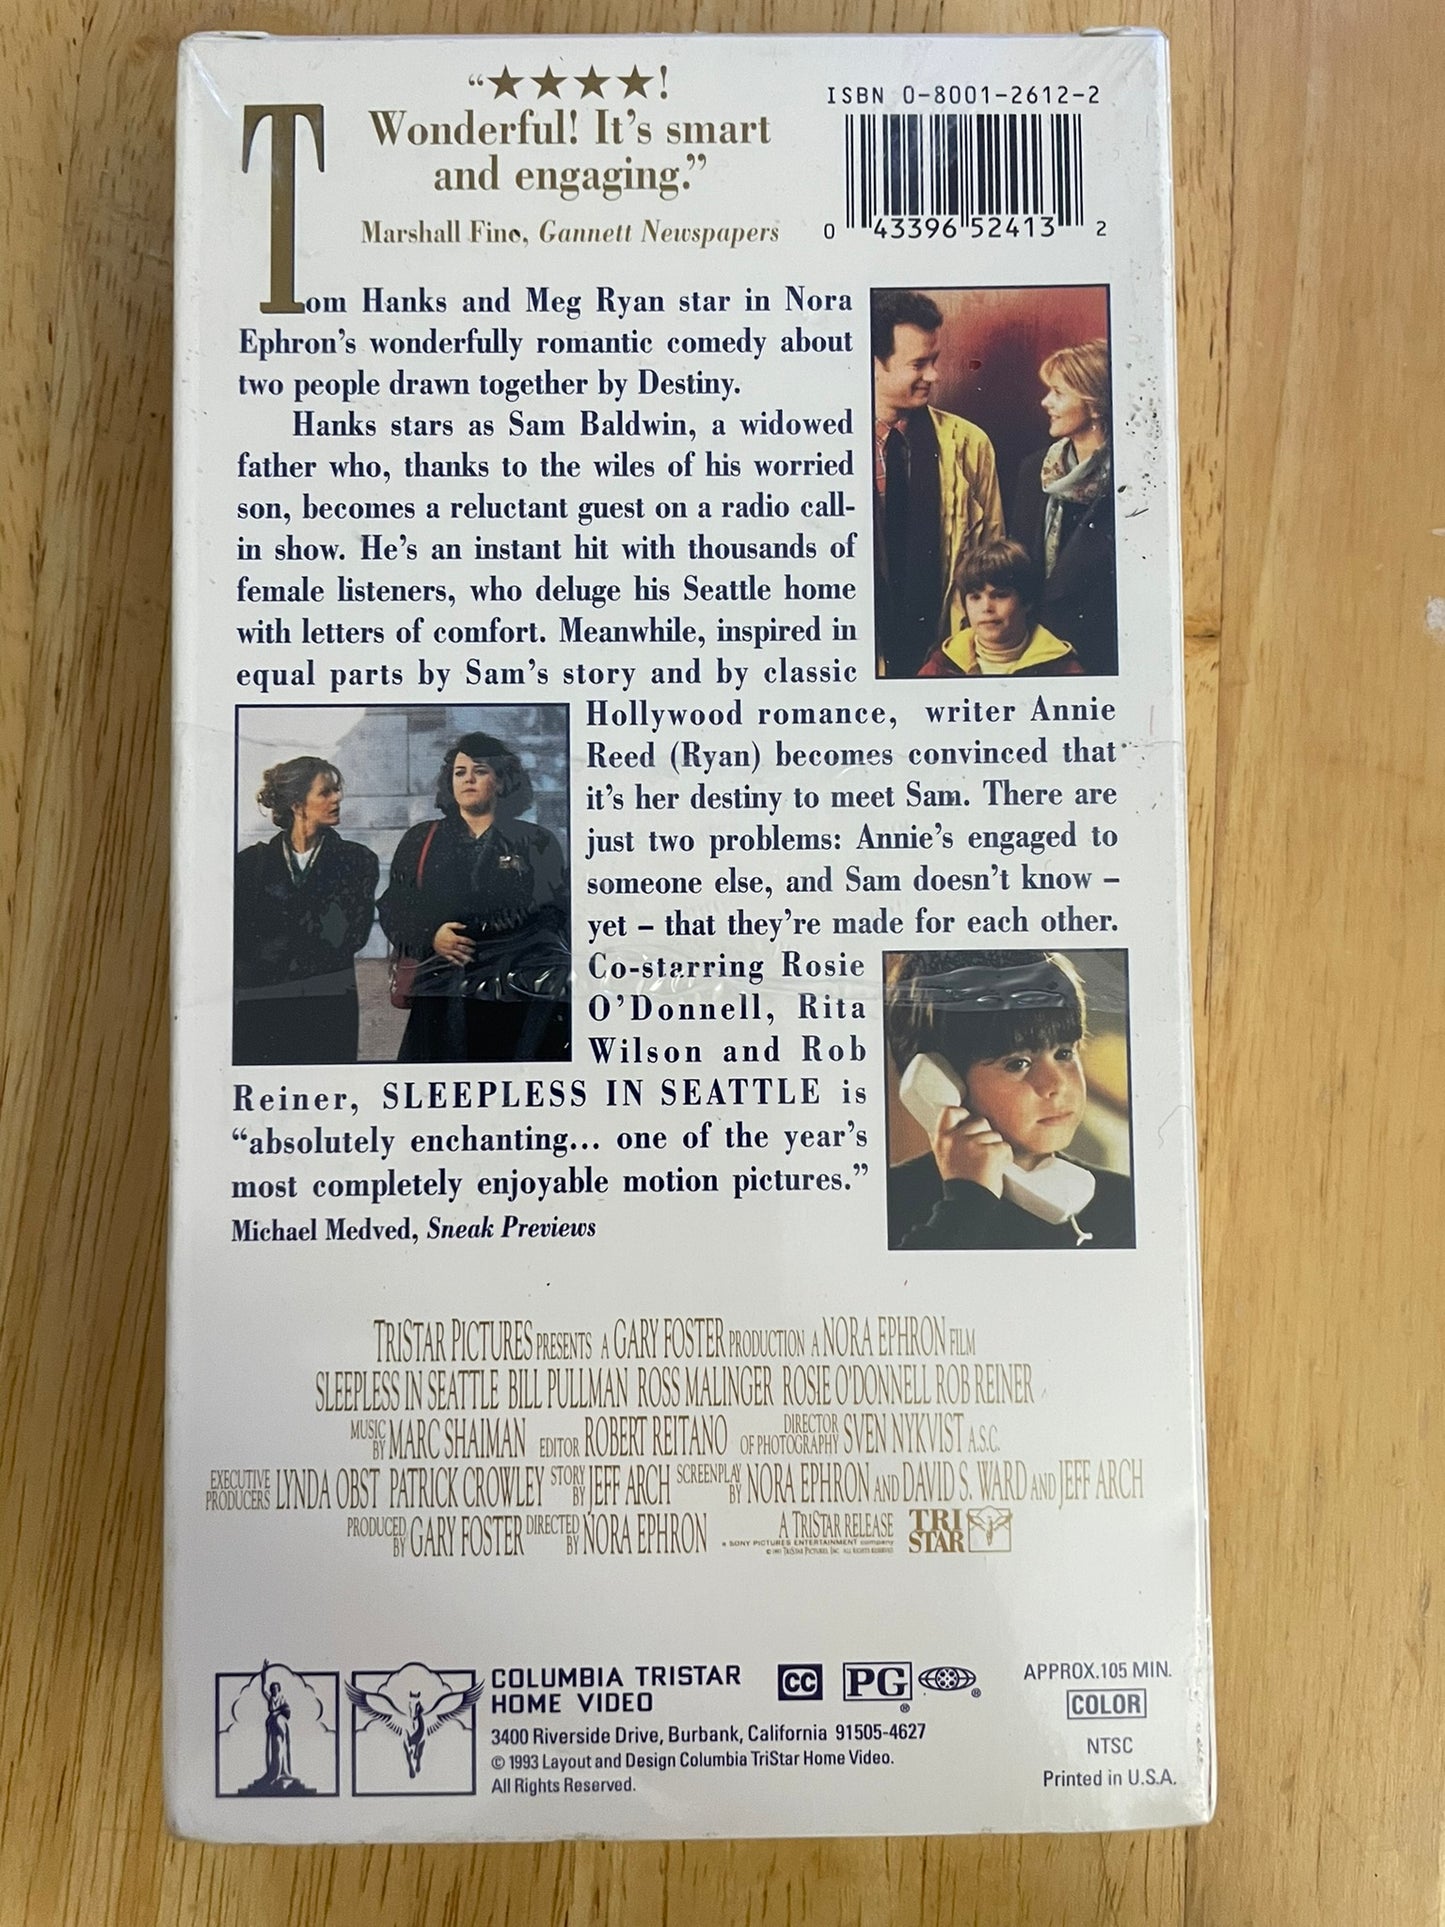 “★★★★!
Wonderful! It's smart
and engaging.”
Marshall Fine, Gannett Newspapers
ISBN 0-8001-2612-2
0 43396 52413 2
Tom Hanks and Meg Ryan star in Nora
Ephron's wonderfully romantic comedy about
two people drawn together by Destiny.
Hanks stars as Sam Baldwin, a widowed
father who, thanks to the wiles of his worried
son, becomes a reluctant guest on a radio call-
in show. He's an instant hit with thousands of
female listeners, who deluge his Seattle home
with letters of comfort. Meanwhile, inspired in
equal parts by Sam's story and by classic
Hollywood romance, writer Annie
Reed (Ryan) becomes convinced that
it's her destiny to meet Sam. There are
just two problems: Annie's engaged to
someone else, and Sam doesn't know –
yet – that they're made for each other.
Co-starring Rosie
O'Donnell, Rita
Wilson and Rob
Reiner, SLEEPLESS IN SEATTLE is
“absolutely enchanting... one of the year's
most completely enjoyable motion pictures.”
Michael Medved, Sneak Previews
TRISTAR PICTURES PRESENTS A GARY FOSTER PRODUCTION A NORA EPHRON FILM
SLEEPLESS IN SEATTLE BILL PULLMAN ROSS MALINGER ROSIE O'DONNELL ROB REINER
MUSIC BY MARC SHAIMAN EDITOR ROBERT REITANO DIRECTOR OF PHOTOGRAPHY SVEN NYKVIST A.S.C.
EXECUTIVE PRODUCERS LYNDA OBST PATRICK CROWLEY STORY BY JEFF ARCH SCREENPLAY BY NORA EPHRON AND DAVID S. WARD AND JEFF ARCH
PRODUCED BY GARY FOSTER DIRECTED BY NORA EPHRON
A TRISTAR RELEASE
a SONY PICTURES ENTERTAINMENT company
© 1993 TRISTAR PICTURES, INC. ALL RIGHTS RESERVED
TRI
STAR
COLUMBIA TRISTAR
HOME VIDEO
3400 Riverside Drive, Burbank, California 91505-4627
© 1993 Layout and Design Columbia TriStar Home Video.
All Rights Reserved.
CC
PG®
®
APPROX.105 MIN.
COLOR
NTSC
Printed in U.S.A.